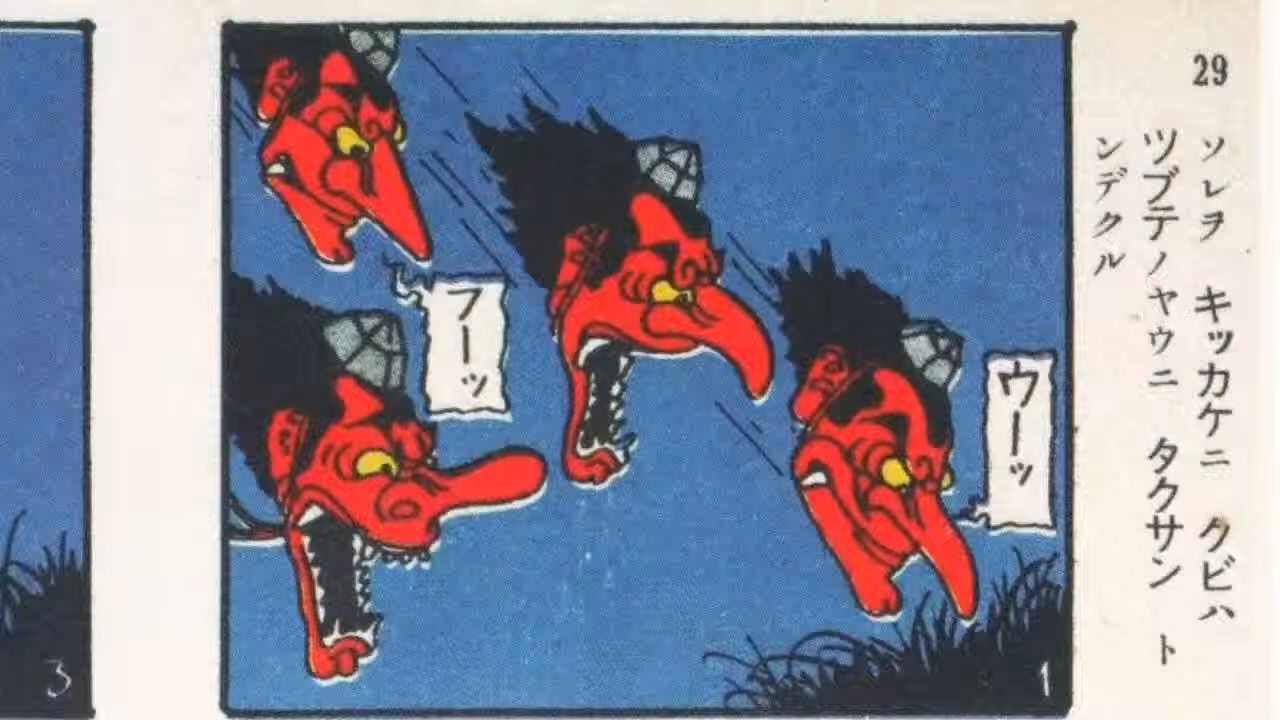 29
ソレヲ キッカケニ クビハ
ツブテノヤウニ タクサン ト
ンデクル
ウーッ
フーッ
1
3